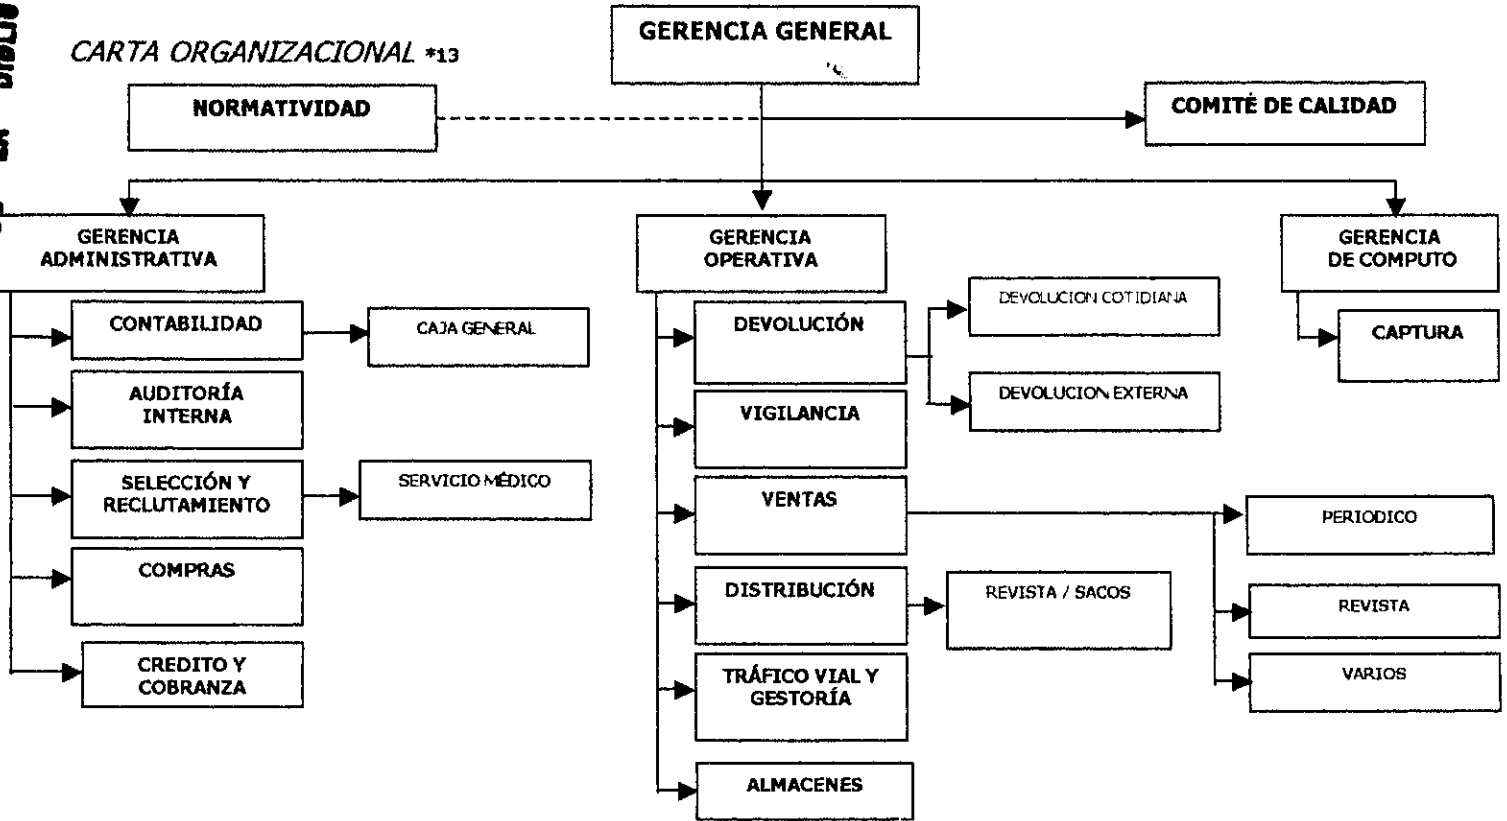 GERENCIA GENERAL
CARTA ORGANIZACIONAL *13
NORMATIVIDAD
COMITÉ DE CALIDAD
GERENCIA
ADMINISTRATIVA
GERENCIA
OPERATIVA
GERENCIA
DE COMPUTO
CONTABILIDAD
CAJA GENERAL
AUDITORÍA
INTERNA
SELECCIÓN Y
RECLUTAMIENTO
SERVICIO MÉDICO
COMPRAS
CREDITO Y
COBRANZA
DEVOLUCIÓN
DEVOLUCION COTIDIANA
DEVOLUCION EXTERNA
VIGILANCIA
VENTAS
PERIODICO
REVISTA
VARIOS
DISTRIBUCIÓN
REVISTA / SACOS
TRÁFICO VIAL Y
GESTORÍA
ALMACENES
CAPTURA